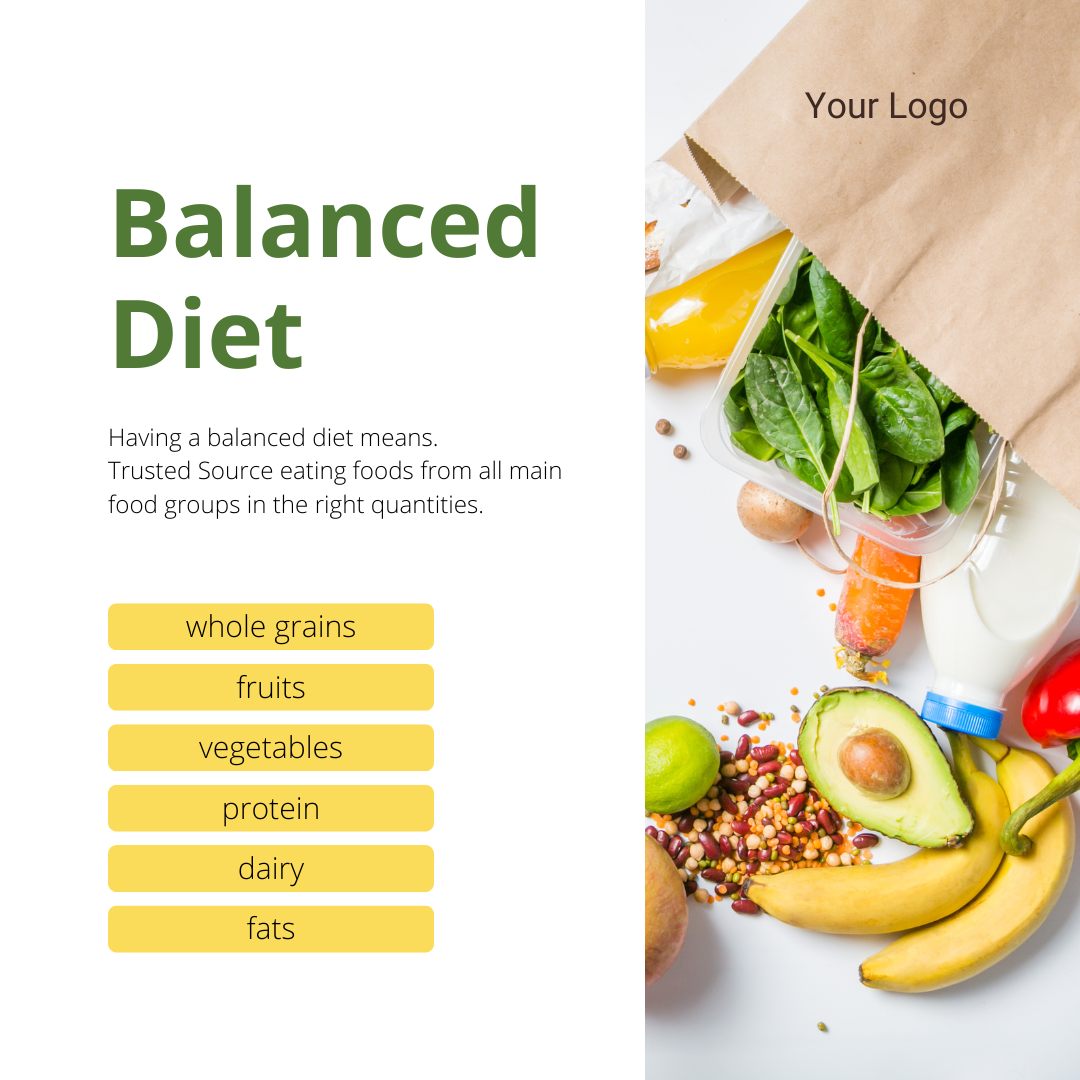 Your Logo
Balanced
Diet
Having a balanced diet means.
Trusted Source eating foods from all main
food groups in the right quantities.
whole grains
fruits
vegetables
protein
dairy
fats